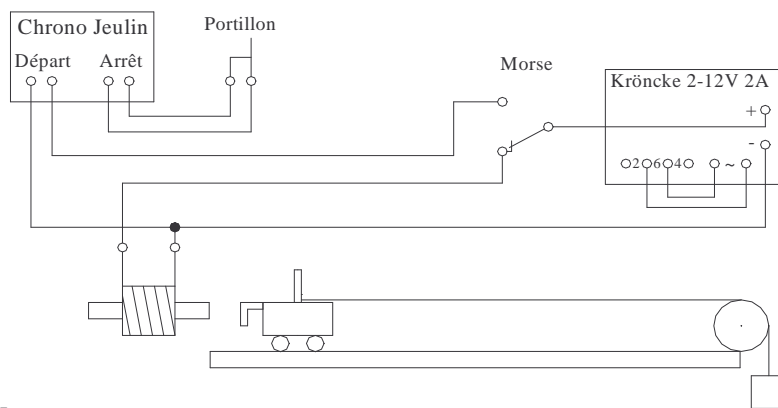 Chrono Jeulin
Départ Arrêt
Portillon
Morse
Kröncke 2-12V 2A
+
-
2 6 4 ~